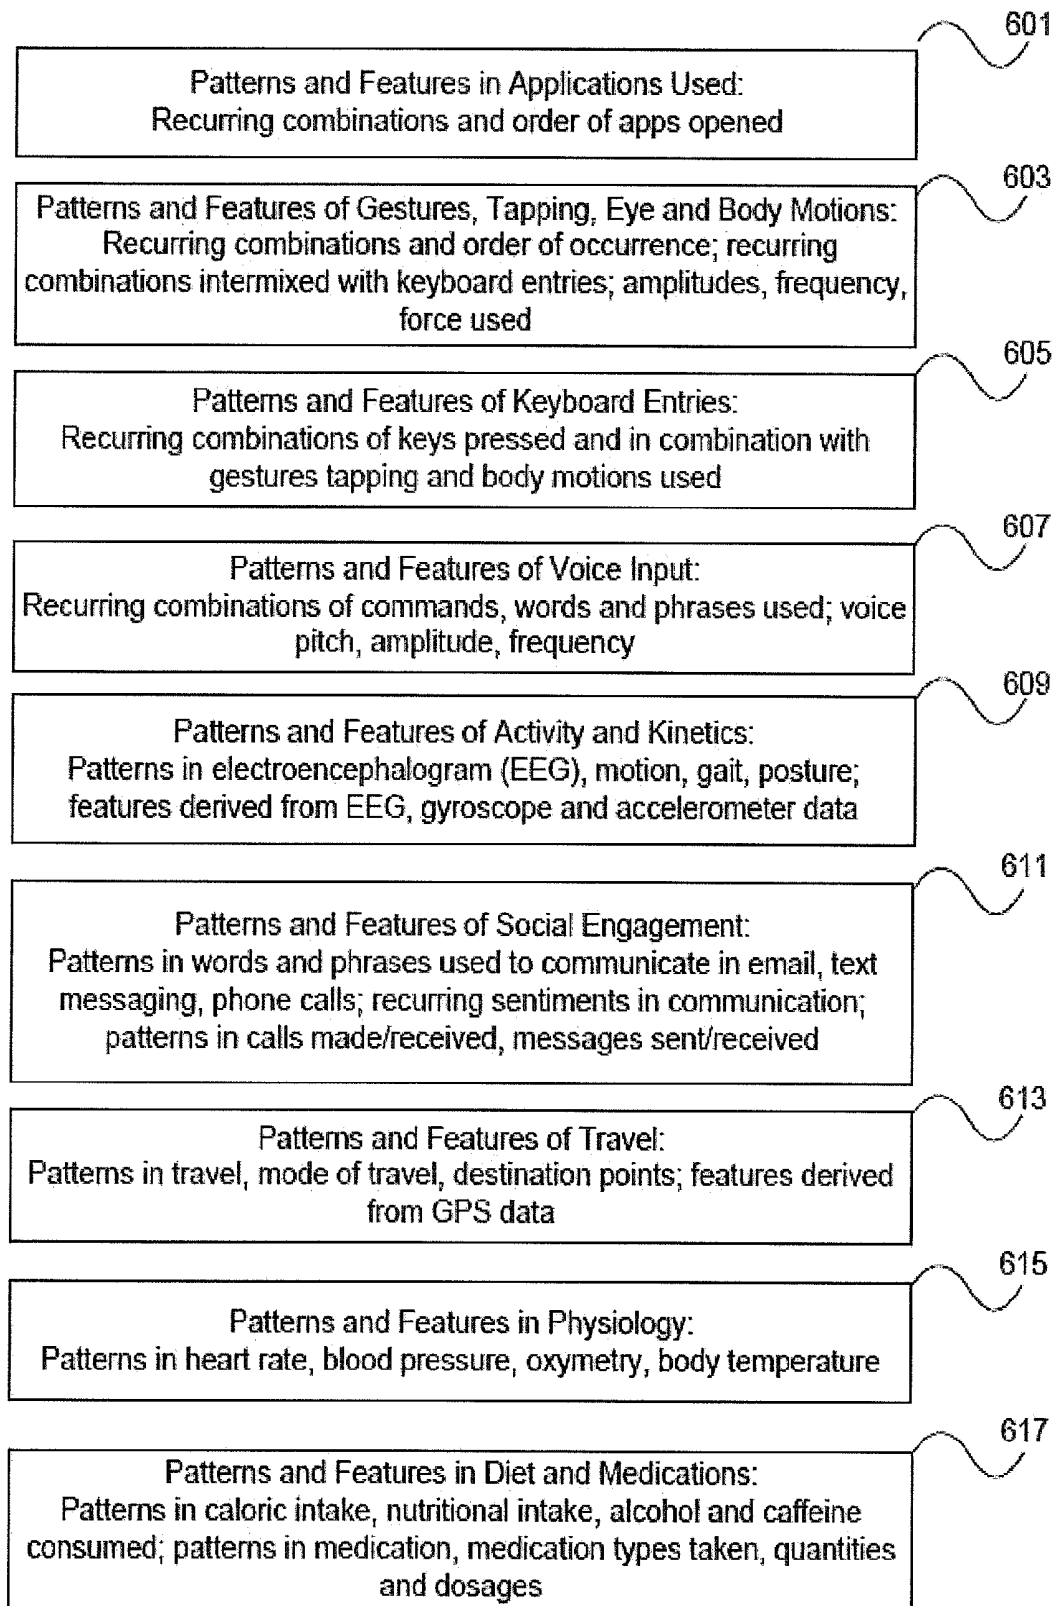 601
Patterns and Features in Applications Used:
Recurring combinations and order of apps opened
603
Patterns and Features of Gestures, Tapping, Eye and Body Motions:
Recurring combinations and order of occurrence; recurring
combinations intermixed with keyboard entries; amplitudes, frequency,
force used
605
Patterns and Features of Keyboard Entries:
Recurring combinations of keys pressed and in combination with
gestures tapping and body motions used
607
Patterns and Features of Voice Input:
Recurring combinations of commands, words and phrases used; voice
pitch, amplitude, frequency
609
Patterns and Features of Activity and Kinetics:
Patterns in electroencephalogram (EEG), motion, gait, posture;
features derived from EEG, gyroscope and accelerometer data
611
Patterns and Features of Social Engagement:
Patterns in words and phrases used to communicate in email, text
messaging, phone calls; recurring sentiments in communication;
patterns in calls made/received, messages sent/received
613
Patterns and Features of Travel:
Patterns in travel, mode of travel, destination points; features derived
from GPS data
615
Patterns and Features in Physiology:
Patterns in heart rate, blood pressure, oxymetry, body temperature
617
Patterns and Features in Diet and Medications:
Patterns in caloric intake, nutritional intake, alcohol and caffeine
consumed; patterns in medication, medication types taken, quantities
and dosages